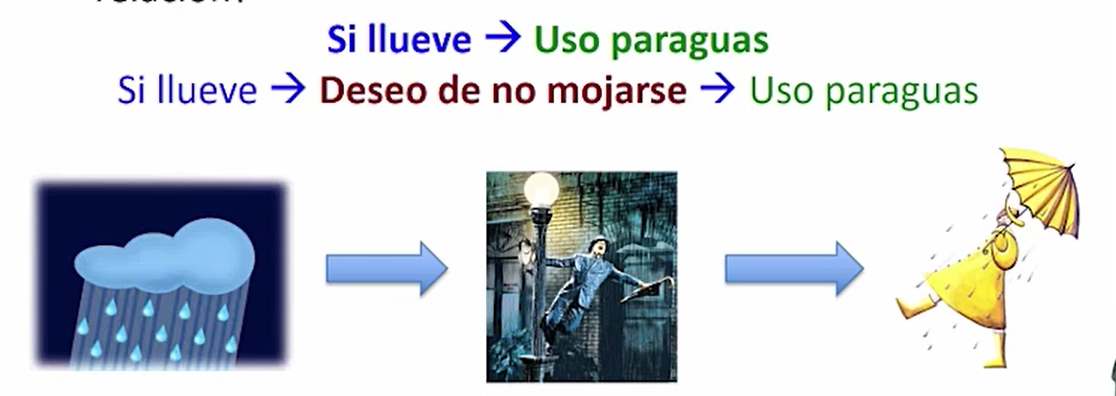 Si llueve → Uso paraguas
Si llueve → Deseo de no mojarse → Uso paraguas